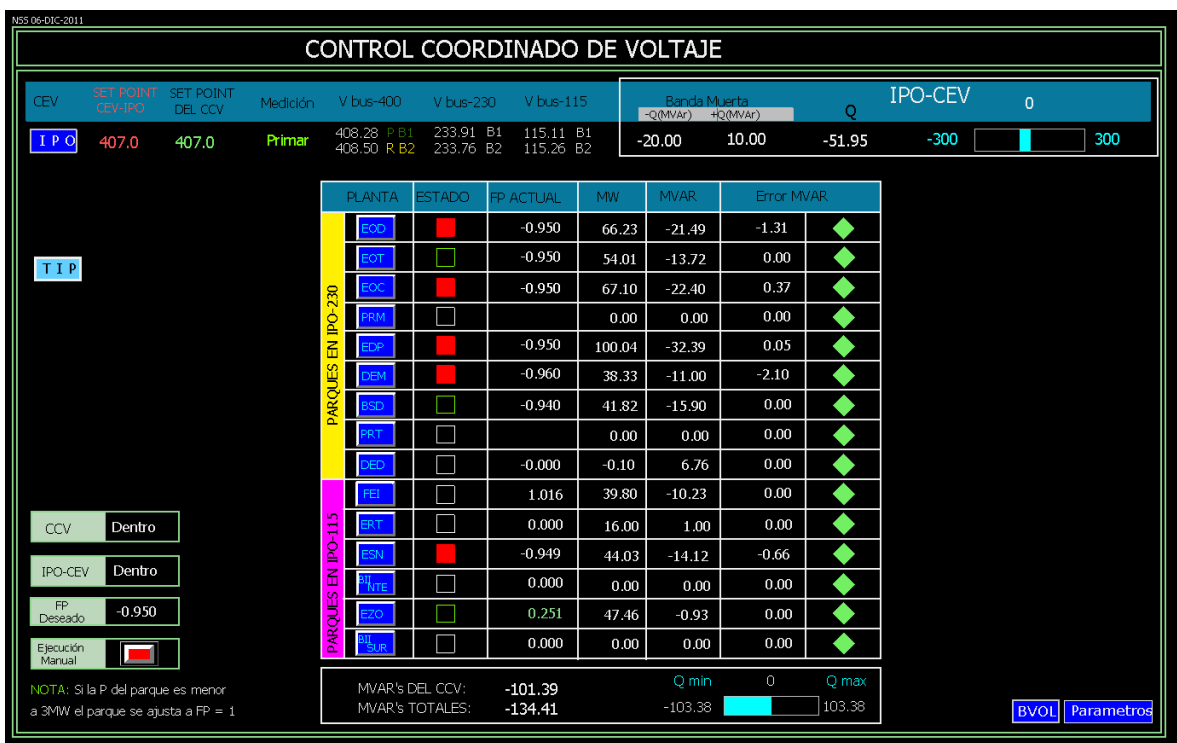 NSS 06-DIC-2011
CONTROL COORDINADO DE VOLTAJE
CEV SET POINT CEV-IPO SET POINT DEL CCV Medición V bus-400 V bus-230 V bus-115 Banda Muerta -Q(MVAr) +Q(MVAr) Q IPO-CEV 0
IPO 407.0 407.0 Primar 408.28 P B1 233.91 B1 115.11 B1 -20.00 10.00 -51.95 -300 300
408.50 R B2 233.76 B2 115.26 B2
TIP
PLANTA ESTADO FP ACTUAL MW MVAR Error MVAR
PARQUES EN IPO-230
EOD -0.950 66.23 -21.49 -1.31
EOT -0.950 54.01 -13.72 0.00
EOC -0.950 67.10 -22.40 0.37
PRM 0.00 0.00 0.00
EDP -0.950 100.04 -32.39 0.05
DEM -0.960 38.33 -11.00 -2.10
BSD -0.940 41.82 -15.90 0.00
PRT 0.00 0.00 0.00
DED -0.000 -0.10 6.76 0.00
PARQUES EN IPO-115
FEI 1.016 39.80 -10.23 0.00
ERT 0.000 16.00 1.00 0.00
ESN -0.949 44.03 -14.12 -0.66
BII NTE 0.000 0.00 0.00 0.00
EZO 0.251 47.46 -0.93 0.00
BII SUR 0.000 0.00 0.00 0.00
CCV Dentro
IPO-CEV Dentro
FP Deseado -0.950
Ejecución Manual
NOTA: Si la P del parque es menor
a 3MW el parque se ajusta a FP = 1
MVAR's DEL CCV: -101.39 Q min 0 Q max
MVAR's TOTALES: -134.41 -103.38 103.38
BVOL Parametros